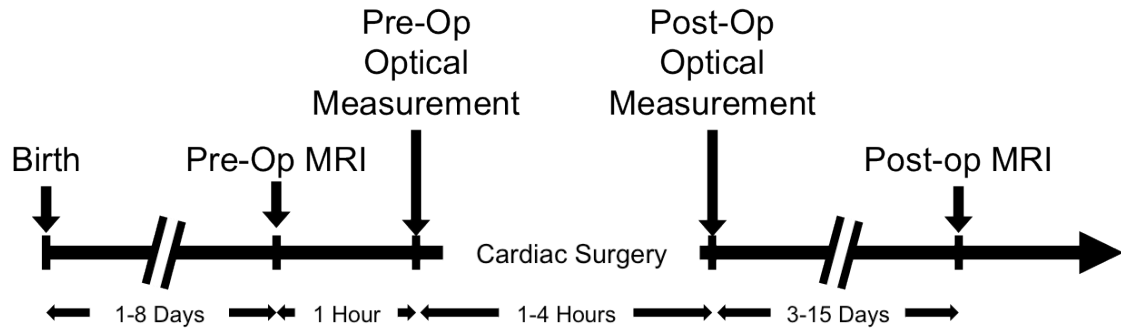 Pre-Op
Optical
Measurement
Post-Op
Optical
Measurement
Birth
Pre-Op MRI
Post-op MRI
Cardiac Surgery
1-8 Days
1 Hour
1-4 Hours
3-15 Days